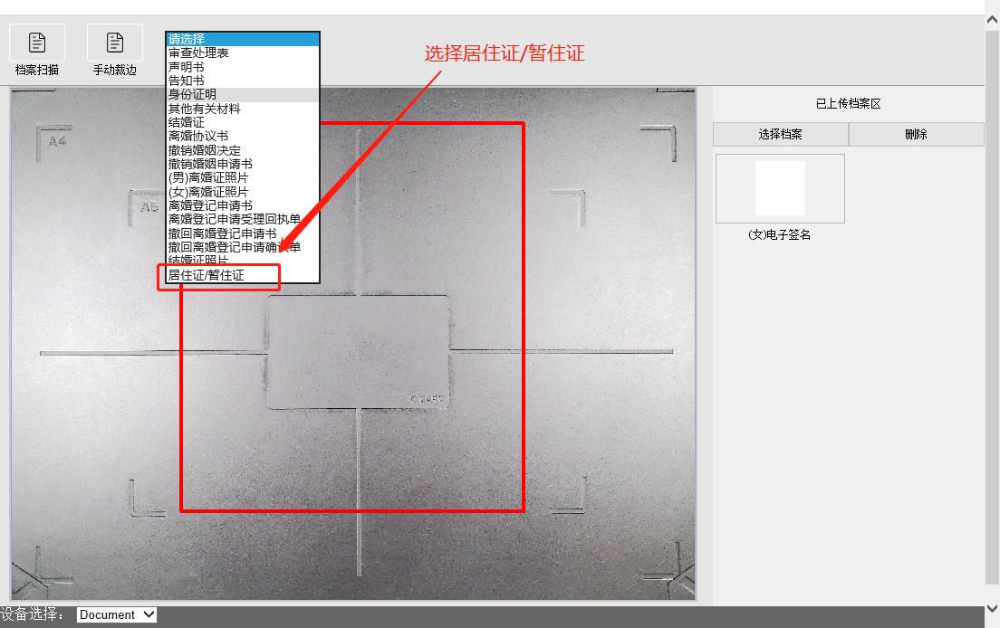 档案扫描
手动裁边
请选择
审查处理表
声明书
告知书
身份证明
其他有关材料
结婚证
离婚协议书
撤销婚姻决定
撤销婚姻申请书
(男)离婚证照片
(女)离婚证照片
离婚登记申请书
离婚登记申请受理回执单
撤回离婚登记申请书
撤回离婚登记申请确认单
结婚证照片
居住证/暂住证
选择居住证/暂住证
A4
A5
已上传档案区
选择档案
删除
(女)电子签名
设备选择:
Document